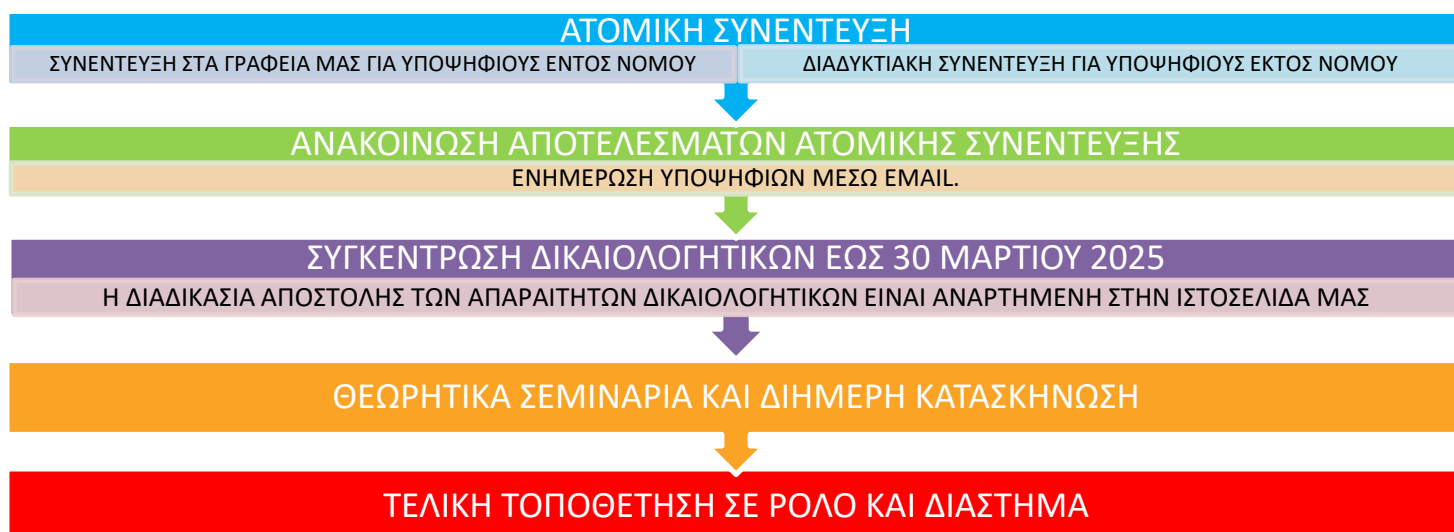 ΑΤΟΜΙΚΗ ΣΥΝΕΝΤΕΥΞΗ
ΣΥΝΕΝΤΕΥΞΗ ΣΤΑ ΓΡΑΦΕΙΑ ΜΑΣ ΓΙΑ ΥΠΟΨΗΦΙΟΥΣ ΕΝΤΟΣ ΝΟΜΟΥ
ΔΙΑΔΥΚΤΙΑΚΗ ΣΥΝΕΝΤΕΥΞΗ ΓΙΑ ΥΠΟΨΗΦΙΟΥΣ ΕΚΤΟΣ ΝΟΜΟΥ
ΑΝΑΚΟΙΝΩΣΗ ΑΠΟΤΕΛΕΣΜΑΤΩΝ ΑΤΟΜΙΚΗΣ ΣΥΝΕΝΤΕΥΞΗΣ
ΕΝΗΜΕΡΩΣΗ ΥΠΟΨΗΦΙΩΝ ΜΕΣΩ EMAIL.
ΣΥΓΚΕΝΤΡΩΣΗ ΔΙΚΑΙΟΛΟΓΗΤΙΚΩΝ ΕΩΣ 30 ΜΑΡΤΙΟΥ 2025
Η ΔΙΑΔΙΚΑΣΙΑ ΑΠΟΣΤΟΛΗΣ ΤΩΝ ΑΠΑΡΑΙΤΗΤΩΝ ΔΙΚΑΙΟΛΟΓΗΤΙΚΩΝ ΕΙΝΑΙ ΑΝΑΡΤΗΜΕΝΗ ΣΤΗΝ ΙΣΤΟΣΕΛΙΔΑ ΜΑΣ
ΘΕΩΡΗΤΙΚΑ ΣΕΜΙΝΑΡΙΑ ΚΑΙ ΔΙΗΜΕΡΗ ΚΑΤΑΣΚΗΝΩΣΗ
ΤΕΛΙΚΗ ΤΟΠΟΘΕΤΗΣΗ ΣΕ ΡΟΛΟ ΚΑΙ ΔΙΑΣΤΗΜΑ